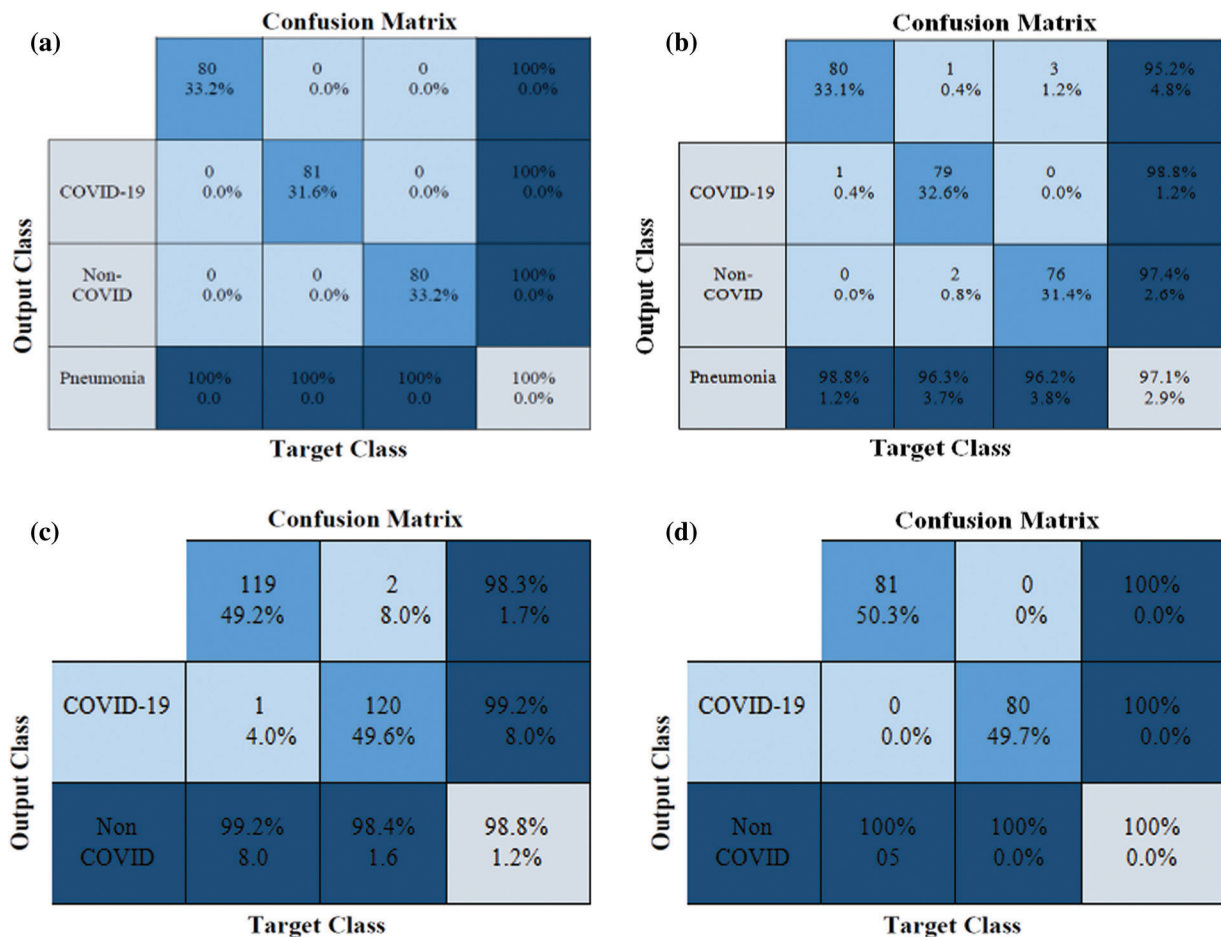 Confusion Matrix
(a)
80 0 0 100%
33.2% 0.0% 0.0% 0.0%
COVID-19 0 81 0 100%
0.0% 31.6% 0.0% 0.0%
Non- 0 0 80 100%
COVID 0.0% 0.0% 33.2% 0.0%
Pneumonia 100% 100% 100% 100%
0.0 0.0 0.0 0.0%
Output Class
Target Class
Confusion Matrix
(b)
80 1 3 95.2%
33.1% 0.4% 1.2% 4.8%
COVID-19 1 79 0 98.8%
0.4% 32.6% 0.0% 1.2%
Non- 0 2 76 97.4%
COVID 0.0% 0.8% 31.4% 2.6%
Pneumonia 98.8% 96.3% 96.2% 97.1%
1.2% 3.7% 3.8% 2.9%
Output Class
Target Class
Confusion Matrix
(c)
119 2 98.3%
49.2% 8.0% 1.7%
COVID-19 1 120 99.2%
4.0% 49.6% 8.0%
Non 99.2% 98.4% 98.8%
COVID 8.0 1.6 1.2%
Output Class
Target Class
Confusion Matrix
(d)
81 0 100%
50.3% 0% 0.0%
COVID-19 0 80 100%
0.0% 49.7% 0.0%
Non 100% 100% 100%
COVID 05 0.0% 0.0%
Output Class
Target Class